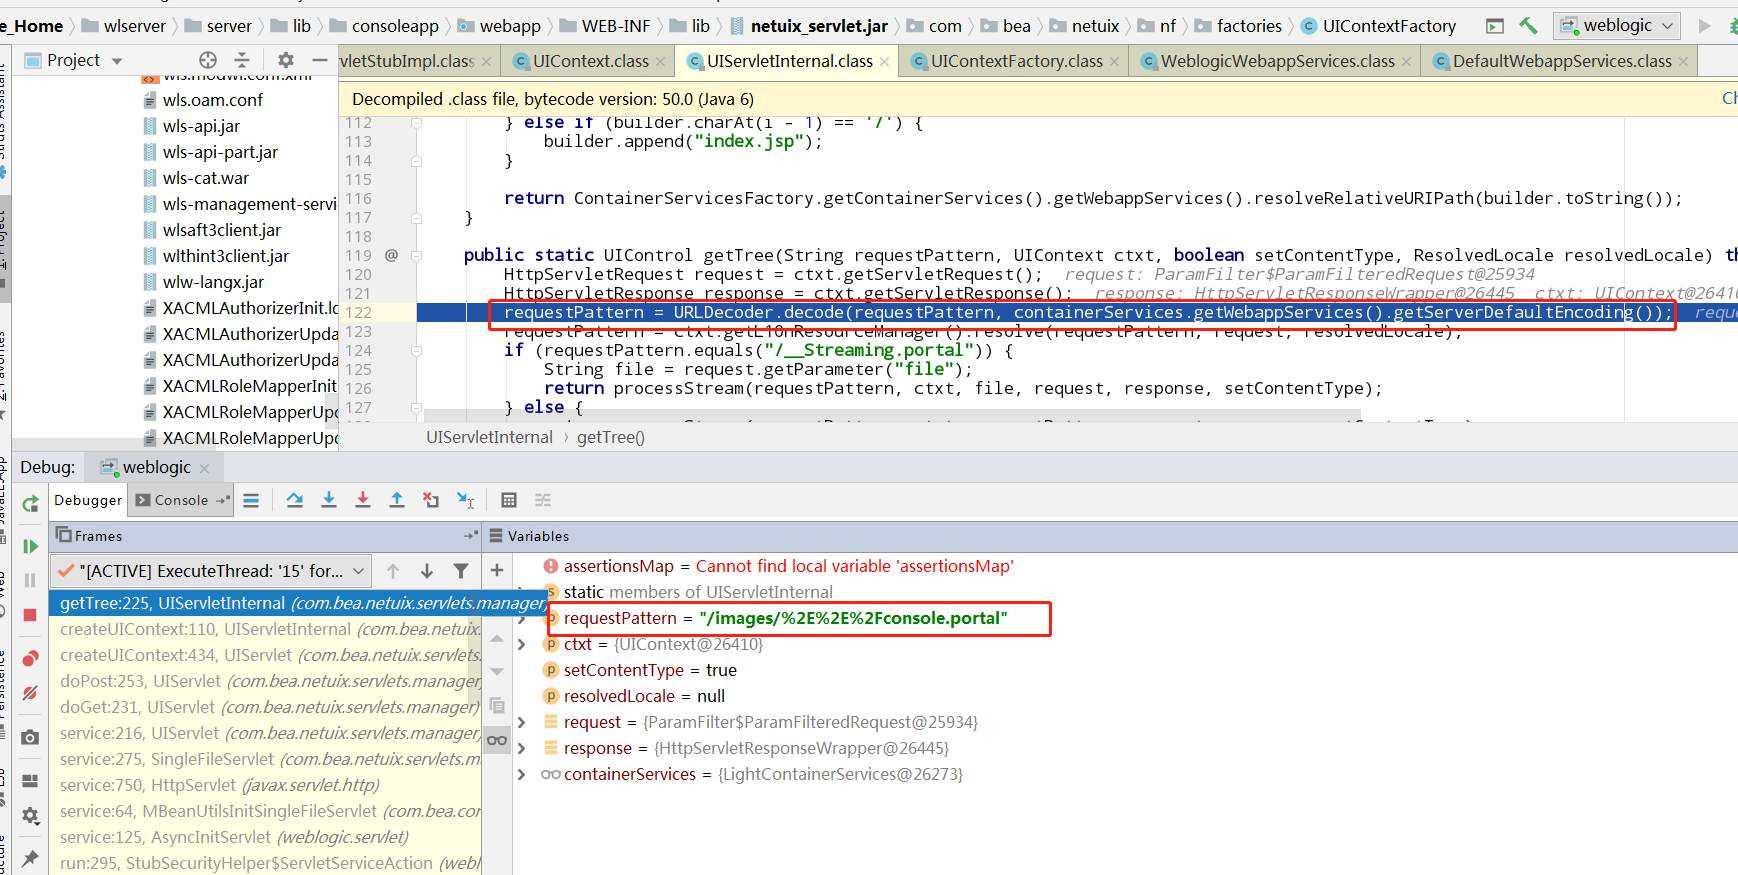 e_Home wlserver server lib consoleapp webapp WEB-INF lib netuix_servlet.jar com bea netuix nf factories UIContextFactory weblogic
Project
vletStubImpl.class UIContext.class UIServletInternal.class UIContextFactory.class WeblogicWebappServices.class DefaultWebappServices.class
Decompiled .class file, bytecode version: 50.0 (Java 6) Ch
wls.oam.conf
wls-api.jar
wls-api-part.jar
wls-cat.war
wls-management-servi
wlsaft3client.jar
wlthint3client.jar
wlw-langx.jar
XACMLAuthorizerInit.lo
XACMLAuthorizerUpda
XACMLAuthorizerUpda
XACMLRoleMapperInit
XACMLRoleMapperUpd
XACMLRoleMapperUpd
112 } else if (builder.charAt(i - 1) == '/') {
113 builder.append("index.jsp");
114 }
115
116 return ContainerServicesFactory.getContainerServices().getWebappServices().resolveRelativeURIPath(builder.toString());
117 }
118
119 @ public static UIControl getTree(String requestPattern, UIContext ctxt, boolean setContentType, ResolvedLocale resolvedLocale) th
120 HttpServletRequest request = ctxt.getServletRequest(); request: ParamFilter$ParamFilteredRequest@25934
121 HttpServletResponse response = ctxt.getServletResponse(); response: HttpServletResponseWrapper@26445 ctxt: UIContext@26410
122 requestPattern = URLDecoder.decode(requestPattern, containerServices.getWebappServices().getServerDefaultEncoding()); reque
123 requestPattern = ctxt.getL10nResourceManager().resolve(requestPattern, request, resolvedLocale);
124 if (requestPattern.equals("/__Streaming.portal")) {
125 String file = request.getParameter("file");
126 return processStream(requestPattern, ctxt, file, request, response, setContentType);
127 } else {
UIServletInternal › getTree()
Debug: weblogic
Debugger Console
Frames
"[ACTIVE] ExecuteThread: '15' for...
getTree:225, UIServletInternal (com.bea.netuix.servlets.manager)
createUIContext:110, UIServletInternal (com.bea.netuix.
createUIContext:434, UIServlet (com.bea.netuix.servlets.
doPost:253, UIServlet (com.bea.netuix.servlets.manager)
doGet:231, UIServlet (com.bea.netuix.servlets.manager)
service:216, UIServlet (com.bea.netuix.servlets.manager)
service:275, SingleFileServlet (com.bea.netuix.servlets.m
service:750, HttpServlet (javax.servlet.http)
service:64, MBeanUtilsInitSingleFileServlet (com.bea.cor
service:125, AsyncInitServlet (weblogic.servlet)
run:295, StubSecurityHelper$ServletServiceAction (webl
Variables
assertionsMap = Cannot find local variable 'assertionsMap'
static members of UIServletInternal
requestPattern = "/images/%2E%2E%2Fconsole.portal"
ctxt = {UIContext@26410}
setContentType = true
resolvedLocale = null
request = {ParamFilter$ParamFilteredRequest@25934}
response = {HttpServletResponseWrapper@26445}
containerServices = {LightContainerServices@26273}